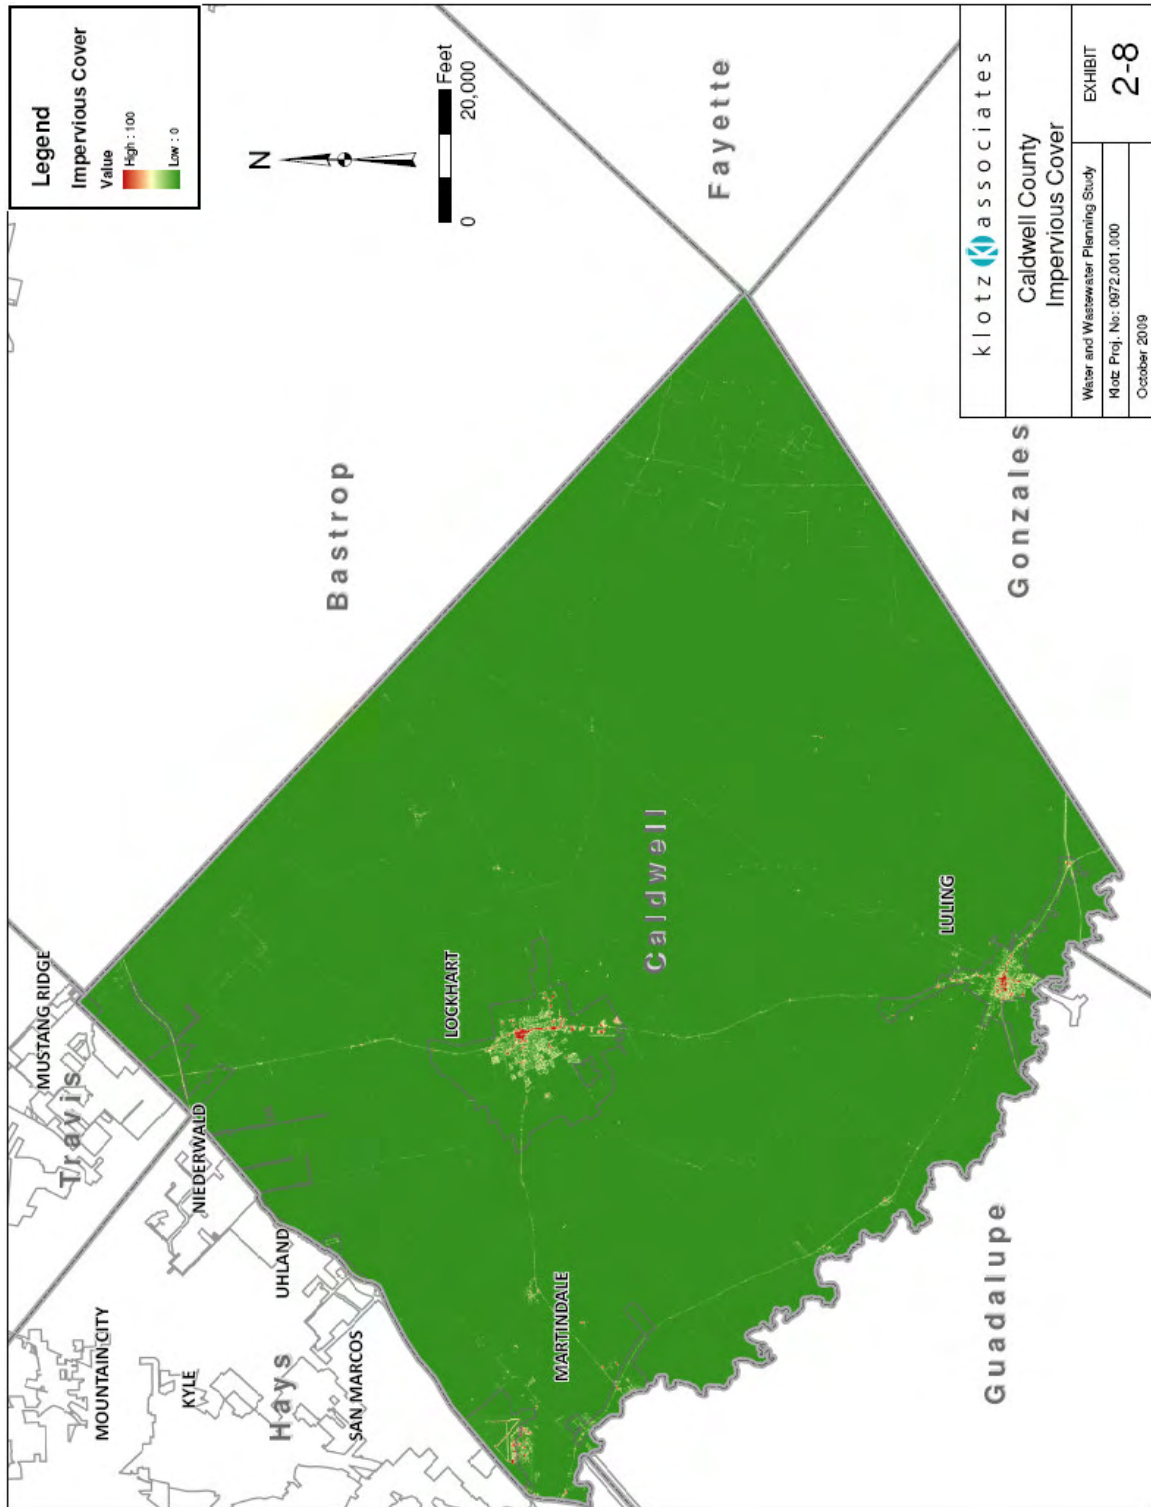 Legend
Impervious Cover
Value
High : 100
Low : 0
N
0
20,000
Feet
MUSTANG RIDGE
Travis
NIEDERWALD
MOUNTAIN CITY
KYLE
UHLAND
Hays
SAN MARCOS
Bastrop
Fayette
LOCKHART
Caldwell
MARTINDALE
LULING
Guadalupe
Gonzales
klotz associates
Caldwell County
Impervious Cover
Water and Wastewater Planning Study
Klotz Proj. No: 0972.001.000
October 2009
EXHIBIT
2-8